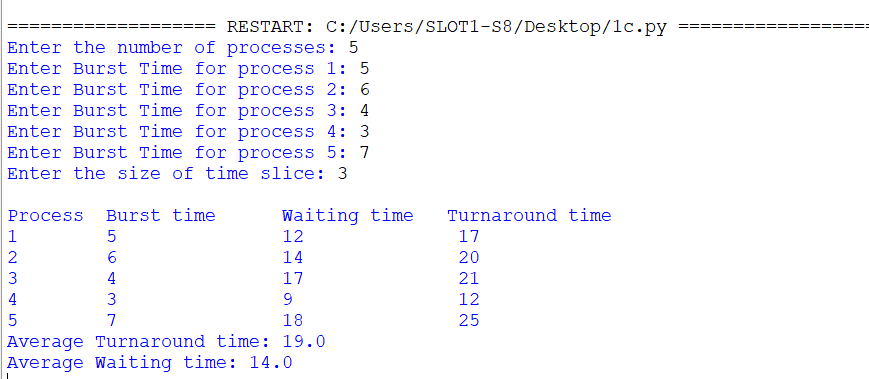 =================== RESTART: C:/Users/SLOT1-S8/Desktop/1c.py ===================
Enter the number of processes: 5
Enter Burst Time for process 1: 5
Enter Burst Time for process 2: 6
Enter Burst Time for process 3: 4
Enter Burst Time for process 4: 3
Enter Burst Time for process 5: 7
Enter the size of time slice: 3
Process Burst time Waiting time Turnaround time
1 5 12 17
2 6 14 20
3 4 17 21
4 3 9 12
5 7 18 25
Average Turnaround time: 19.0
Average Waiting time: 14.0